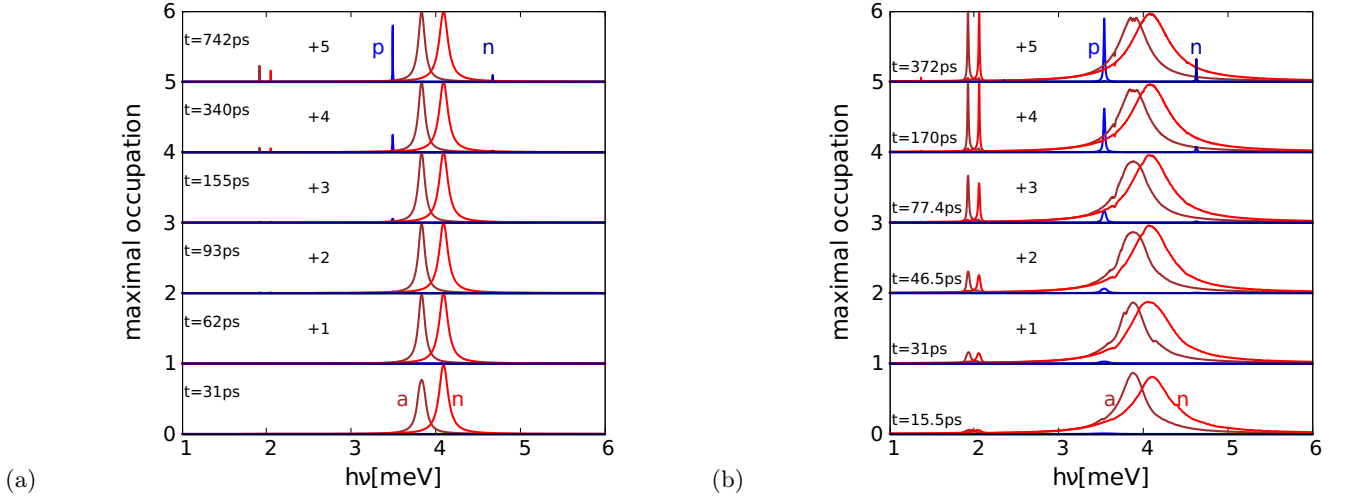 6
t=742ps
+5
p
n
5
t=340ps
+4
4
t=155ps
+3
3
t=93ps
+2
2
t=62ps
+1
1
t=31ps
a
n
0
1
2
3
4
5
6
maximal occupation
hν[meV]
(a)
6
+5
p
n
t=372ps
5
+4
t=170ps
4
+3
t=77.4ps
3
+2
t=46.5ps
2
+1
t=31ps
1
a
n
t=15.5ps
0
1
2
3
4
5
6
maximal occupation
hν[meV]
(b)